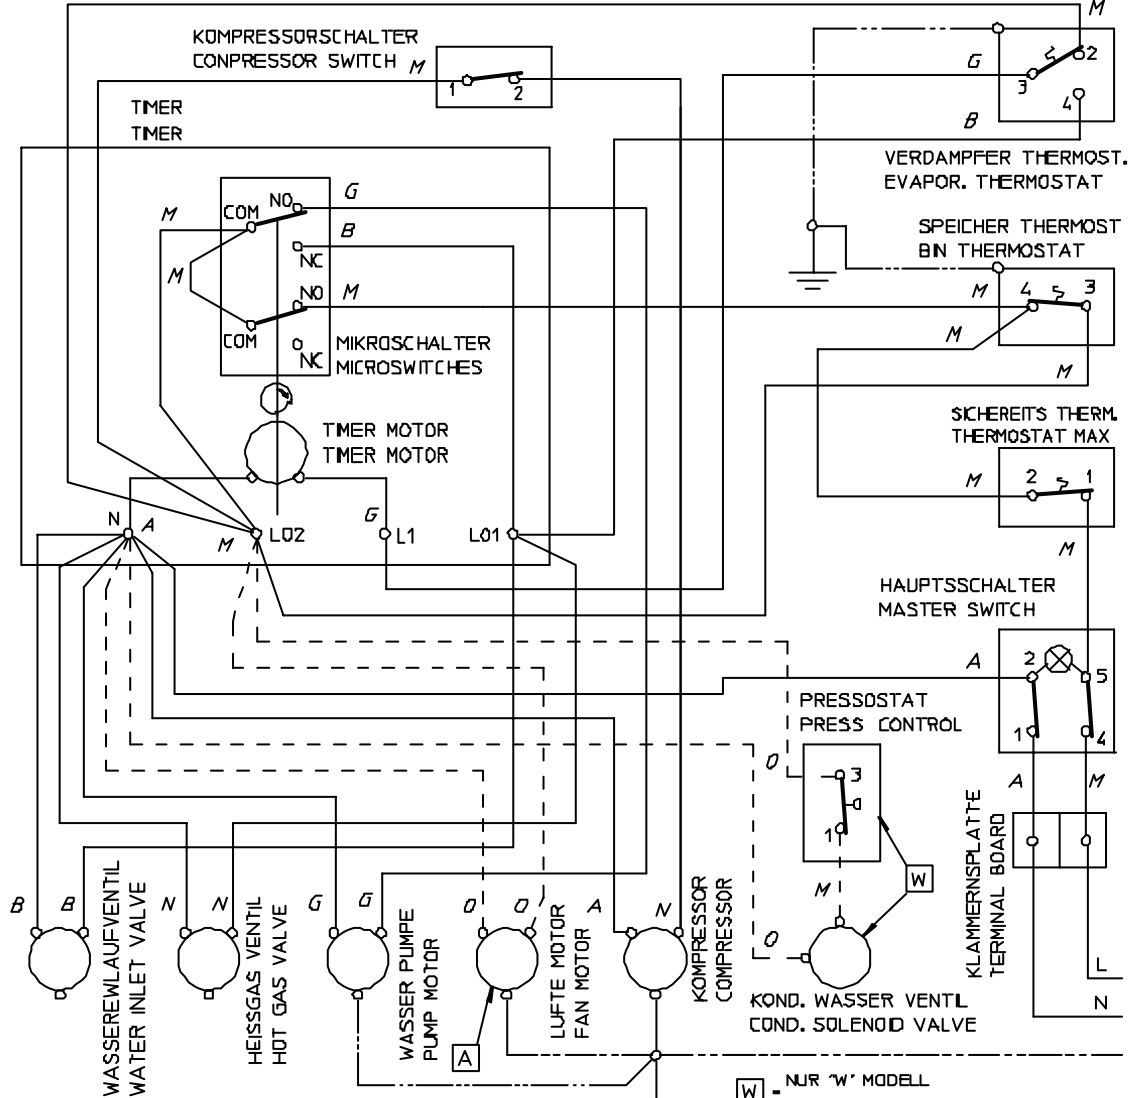 M
KOMPRESSORSCHALTER
CONPRESSOR SWITCH
M
1
2
G
2
3
4
B
TIMER
TIMER
VERDAMPFER THERMOST.
EVAPOR. THERMOSTAT
G
NO
COM
M
B
NC
SPEICHER THERMOST
BIN THERMOSTAT
M
NO
M
M
4
3
COM
NC
MIKROSCHALTER
MICROSWITCHES
M
M
TIMER MOTOR
TIMER MOTOR
SICHEREITS THERM.
THERMOSTAT MAX
M
2
1
G
N
A
M
LO2
L1
LO1
M
HAUPTSSCHALTER
MASTER SWITCH
A
2
5
1
4
PRESSOSTAT
PRESS CONTROL
O
3
1
A
M
KLAMMERNSPLATTE
TERMINAL BOARD
W
M
B
B
N
N
G
G
O
O
A
N
O
WASSEREWLAUFVENTIL
WATER INLET VALVE
HEISSGAS VENTIL
HOT GAS VALVE
WASSER PUMPE
PUMP MOTOR
LUFTE MOTOR
FAN MOTOR
KOMPRESSOR
COMPRESSOR
L
N
KOND. WASSER VENTIL
COND. SOLENOID VALVE
A
W - NUR "W" MODELL